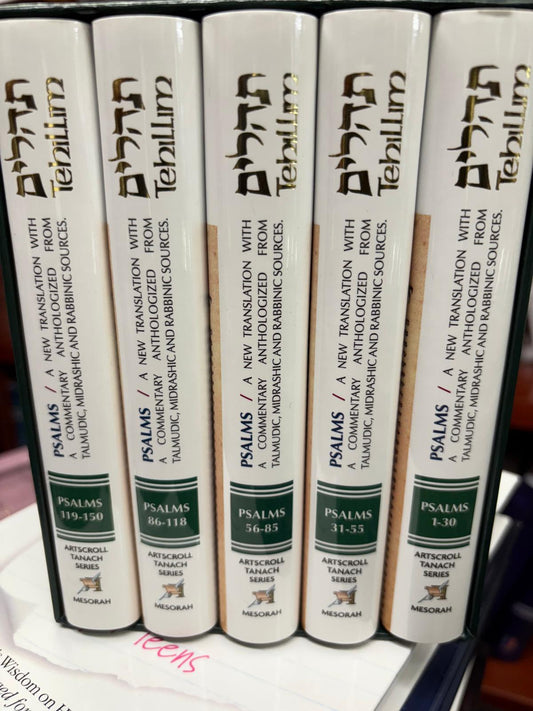 תהלים
Tehillim
PSALMS / A NEW TRANSLATION WITH
A COMMENTARY ANTHOLOGIZED FROM
TALMUDIC, MIDRASHIC AND RABBINIC SOURCES.
PSALMS
119-150
ARTSCROLL
TANACH
SERIES
MESORAH
תהלים
Tehillim
PSALMS / A NEW TRANSLATION WITH
A COMMENTARY ANTHOLOGIZED FROM
TALMUDIC, MIDRASHIC AND RABBINIC SOURCES.
PSALMS
86-118
ARTSCROLL
TANACH
SERIES
MESORAH
תהלים
Tehillim
PSALMS / A NEW TRANSLATION WITH
A COMMENTARY ANTHOLOGIZED FROM
TALMUDIC, MIDRASHIC AND RABBINIC SOURCES.
PSALMS
56-85
ARTSCROLL
TANACH
SERIES
MESORAH
תהלים
Tehillim
PSALMS / A NEW TRANSLATION WITH
A COMMENTARY ANTHOLOGIZED FROM
TALMUDIC, MIDRASHIC AND RABBINIC SOURCES.
PSALMS
31-55
ARTSCROLL
TANACH
SERIES
MESORAH
תהלים
Tehillim
PSALMS / A NEW TRANSLATION WITH
A COMMENTARY ANTHOLOGIZED FROM
TALMUDIC, MIDRASHIC AND RABBINIC SOURCES.
PSALMS
1-30
ARTSCROLL
TANACH
SERIES
MESORAH
Teens
Wisdom on
for